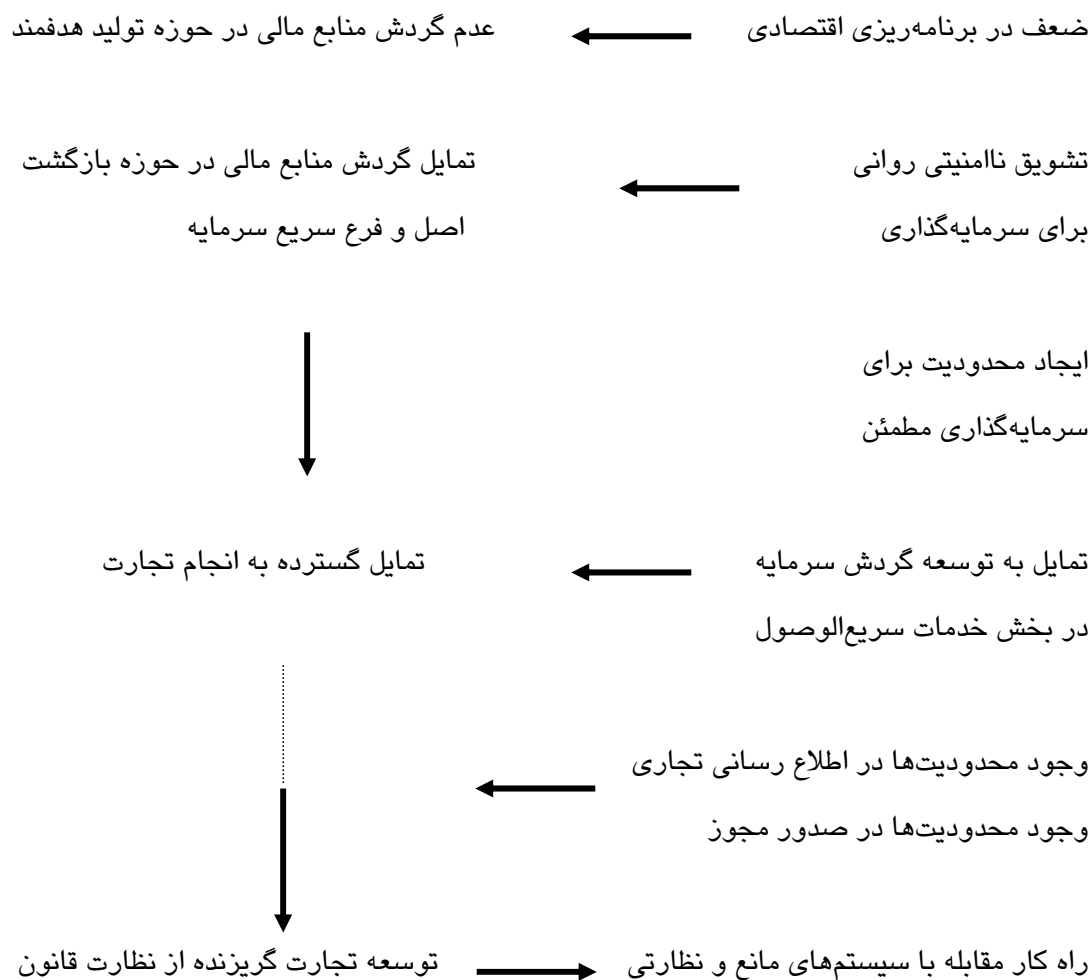 ضعف در برنامه‌ریزی اقتصادی
عدم گردش منابع مالی در حوزه تولید هدفمند
تشویق ناامنیتی روانی
برای سرمایه‌گذاری
تمایل گردش منابع مالی در حوزه بازگشت
اصل و فرع سریع سرمایه
ایجاد محدودیت برای
سرمایه‌گذاری مطمئن
تمایل به توسعه گردش سرمایه
در بخش خدمات سریع‌الوصول
تمایل گسترده به انجام تجارت
وجود محدودیت‌ها در اطلاع رسانی تجاری
وجود محدودیت‌ها در صدور مجوز
راه کار مقابله با سیستم‌های مانع و نظارتی
توسعه تجارت گریزنده از نظارت قانون